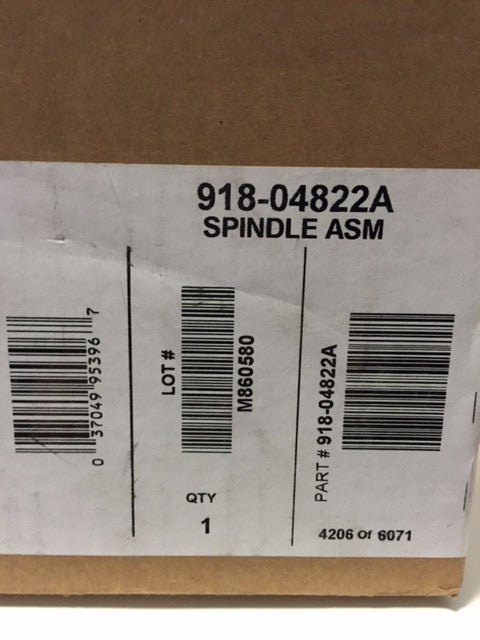 918-04822A
SPINDLE ASM
0 37049 95396 7
LOT #
M860580
QTY
1
PART # 918-04822A
4206 Of 6071